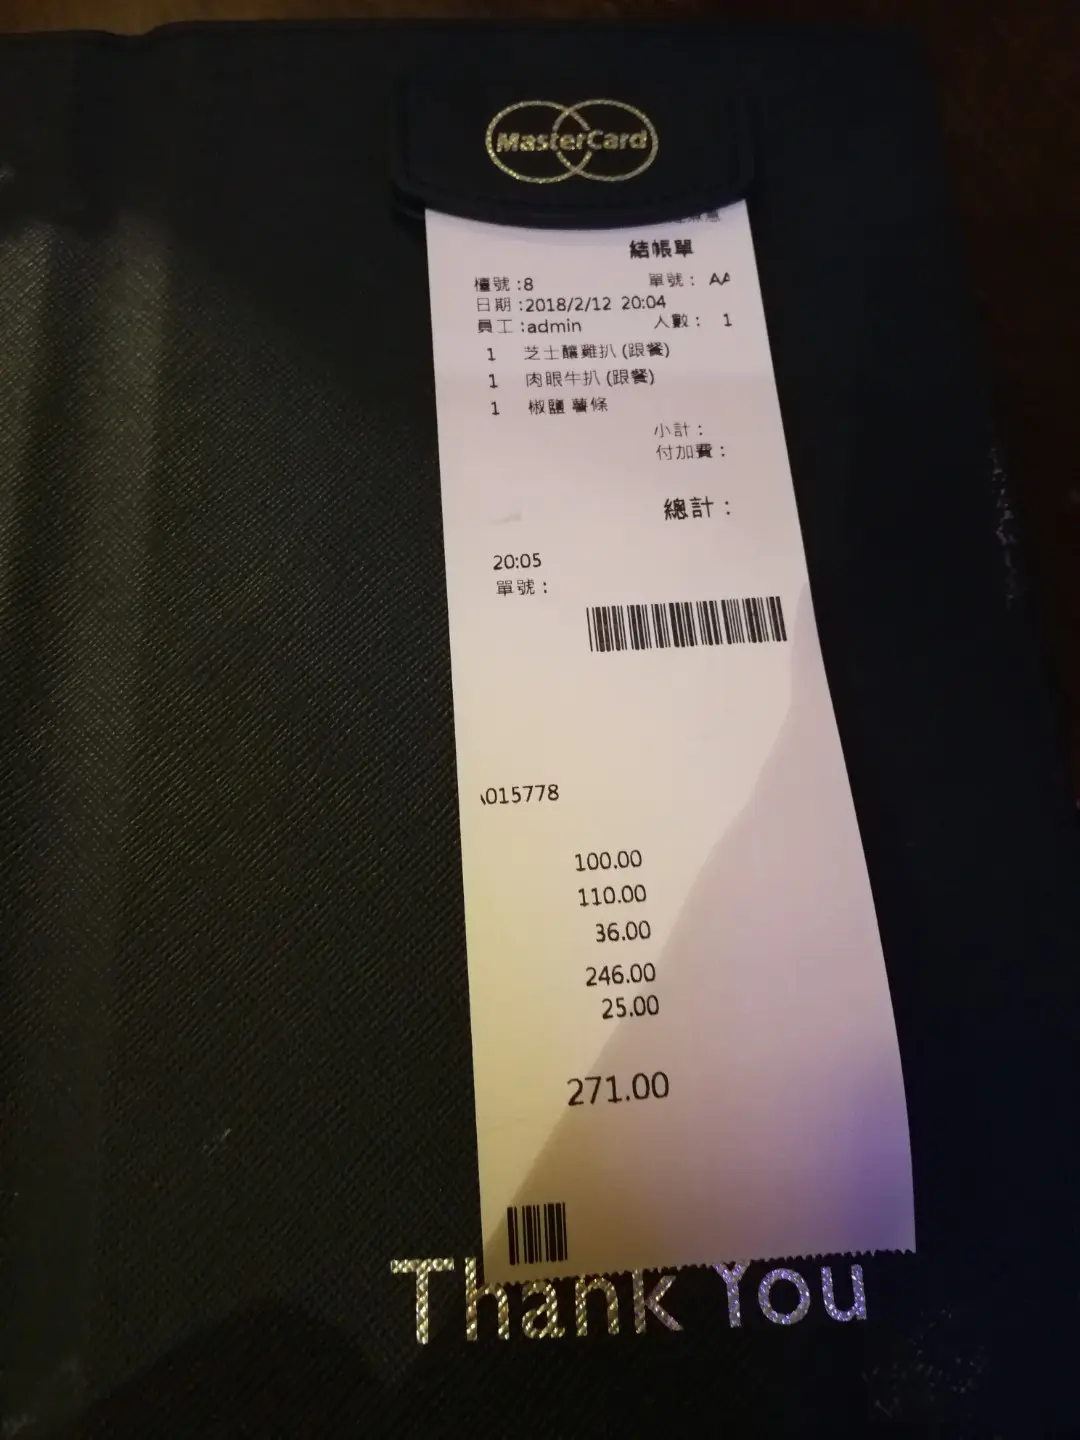 MasterCard
結帳單
檯號:8 單號: AA
日期:2018/2/12 20:04
員工:admin 人數: 1
1 芝士釀雞扒(跟餐)
1 肉眼牛扒(跟餐)
1 椒鹽 薯條
小計:
付加費:
總計:
20:05
單號:
A015778
100.00
110.00
36.00
246.00
25.00
271.00
Thank You